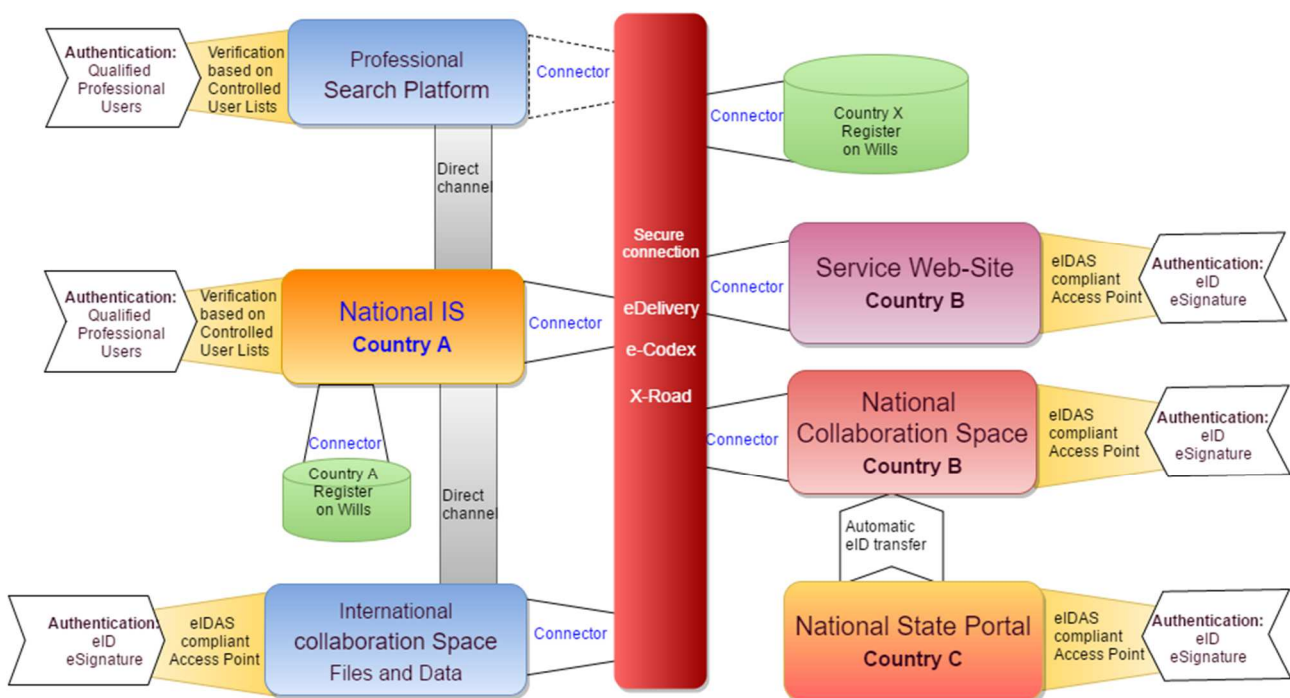 Authentication:
Qualified
Professional
Users
Verification
based on
Controlled
User Lists
Professional
Search Platform
Connector
Connector
Country X
Register
on Wills
Direct
channel
Secure
connection
eDelivery
e-Codex
X-Road
Connector
Service Web-Site
Country B
eIDAS
compliant
Access Point
Authentication:
eID
eSignature
Authentication:
Qualified
Professional
Users
Verification
based on
Controlled
User Lists
National IS
Country A
Connector
Connector
National
Collaboration Space
Country B
eIDAS
compliant
Access Point
Authentication:
eID
eSignature
Connector
Country A
Register
on Wills
Direct
channel
Automatic
eID transfer
Authentication:
eID
eSignature
eIDAS
compliant
Access Point
International
collaboration Space
Files and Data
Connector
National State Portal
Country C
eIDAS
compliant
Access Point
Authentication:
eID
eSignature